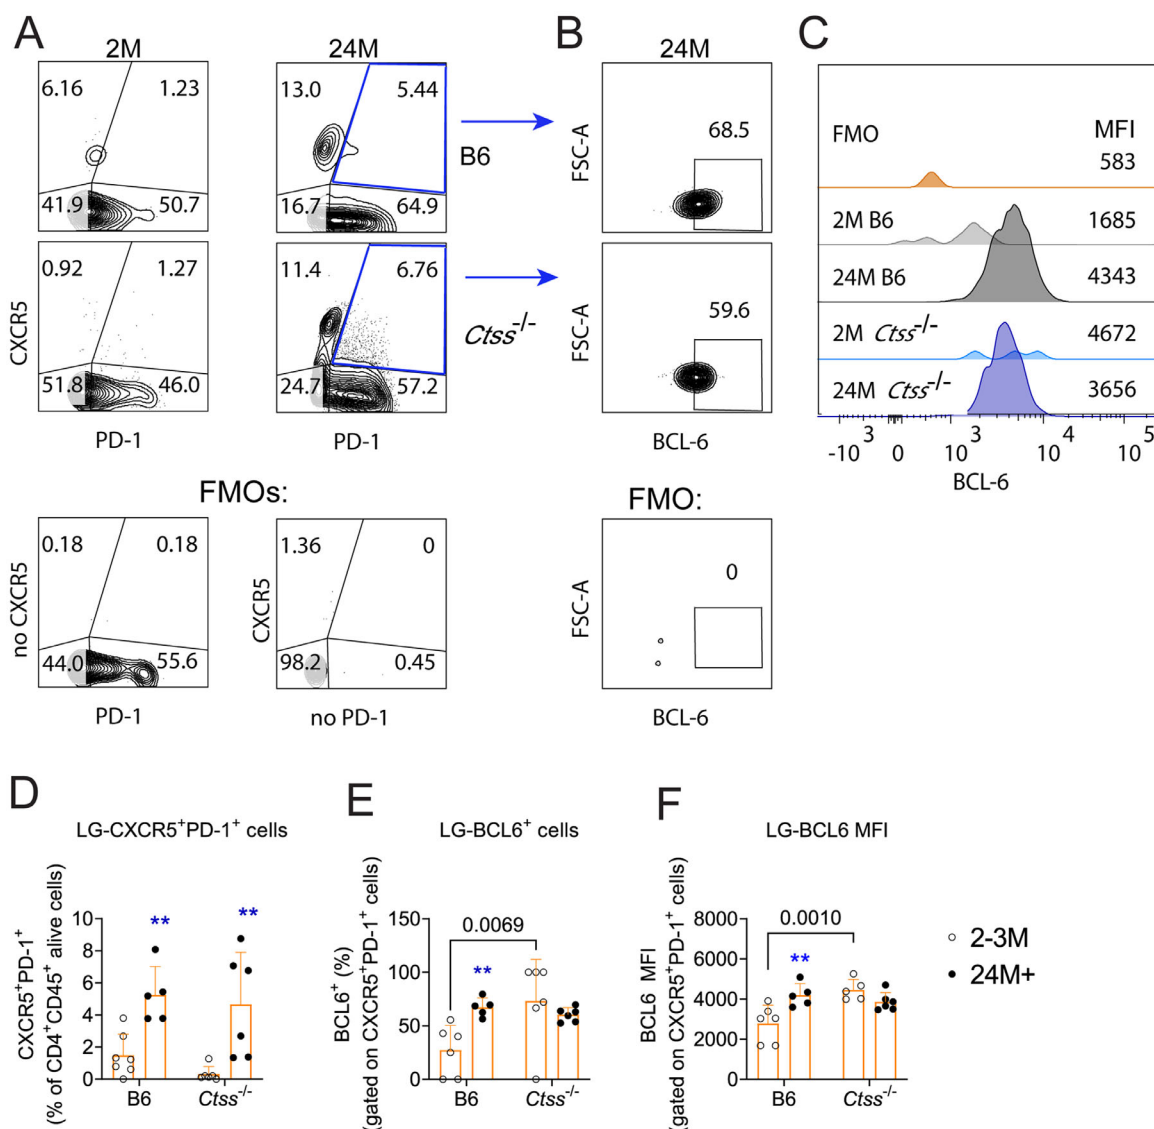 A
B
C
2M
24M
24M
6.16
1.23
41.9
50.7
13.0
5.44
16.7
64.9
B6
FSC-A
68.5
FMO
MFI
583
2M B6
1685
24M B6
4343
2M Ctss-/-
4672
24M Ctss-/-
3656
-10³
0
10³
10⁴
10⁵
BCL-6
CXCR5
0.92
1.27
51.8
46.0
PD-1
11.4
6.76
24.7
57.2
PD-1
Ctss-/-
FSC-A
59.6
BCL-6
FMOs:
FMO:
no CXCR5
0.18
0.18
44.0
55.6
PD-1
CXCR5
1.36
0
98.2
0.45
no PD-1
FSC-A
0
BCL-6
D
LG-CXCR5⁺PD-1⁺ cells
CXCR5⁺PD-1⁺
(% of CD4⁺CD45⁺ alive cells)
10
8
6
4
2
0
**
**
B6
Ctss-/-
E
LG-BCL6⁺ cells
BCL6⁺ (%)
(gated on CXCR5⁺PD-1⁺ cells)
150
100
50
0
0.0069
**
B6
Ctss-/-
F
LG-BCL6 MFI
BCL6 MFI
(gated on CXCR5⁺PD-1⁺ cells)
8000
6000
4000
2000
0
0.0010
**
B6
Ctss-/-
2-3M
24M+